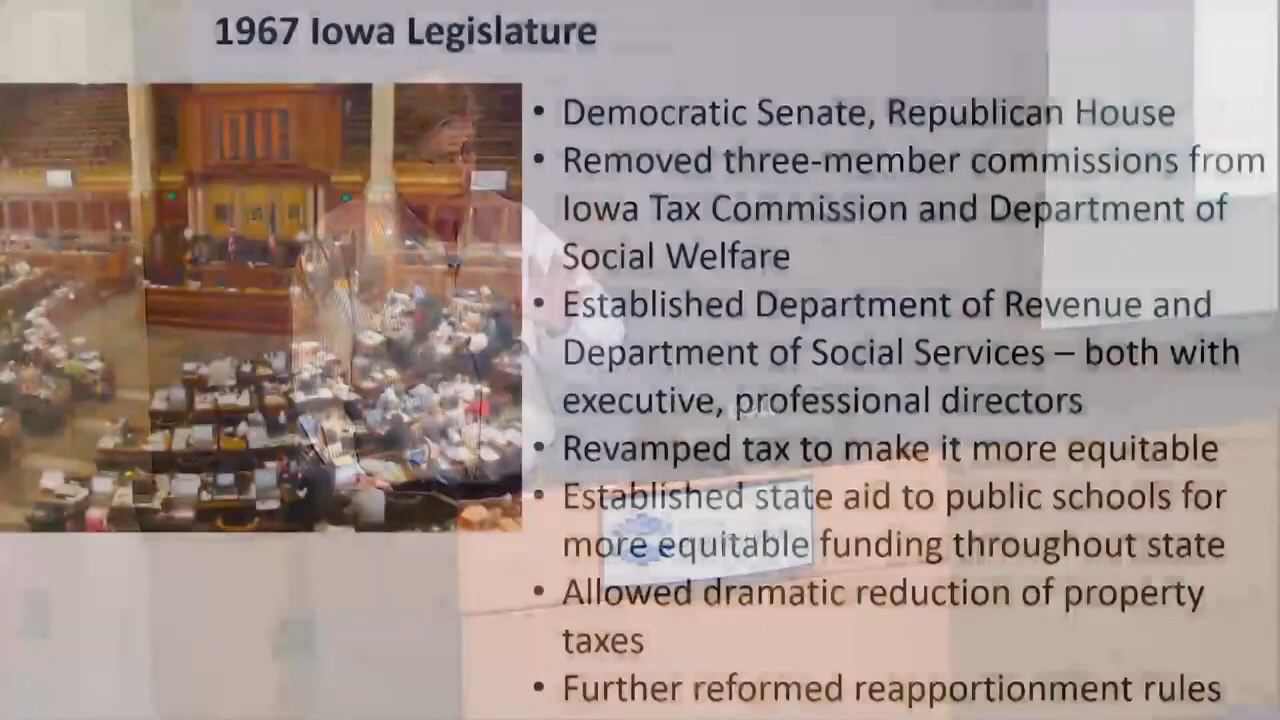 1967 Iowa Legislature
• Democratic Senate, Republican House
• Removed three-member commissions from
Iowa Tax Commission and Department of
Social Welfare
• Established Department of Revenue and
Department of Social Services – both with
executive, professional directors
• Revamped tax to make it more equitable
• Established state aid to public schools for
more equitable funding throughout state
• Allowed dramatic reduction of property
taxes
• Further reformed reapportionment rules